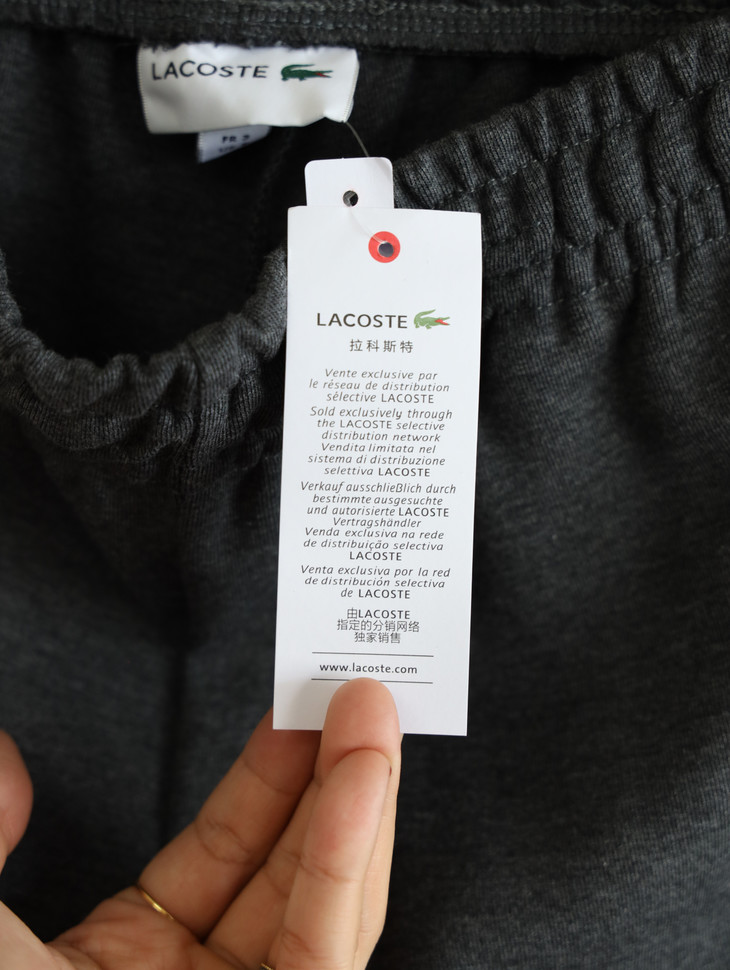 LACOSTE
FR 3
LACOSTE
拉科斯特
Vente exclusive par
le réseau de distribution
sélective LACOSTE
Sold exclusively through
the LACOSTE selective
distribution network
Vendita limitata nel
sistema di distribuzione
selettiva LACOSTE
Verkauf ausschließlich durch
bestimmte ausgesuchte
und autorisierte LACOSTE
Vertragshändler
Venda exclusiva na rede
de distribuição selectiva
LACOSTE
Venta exclusiva por la red
de distribución selectiva
de LACOSTE
由LACOSTE
指定的分销网络
独家销售
www.lacoste.com